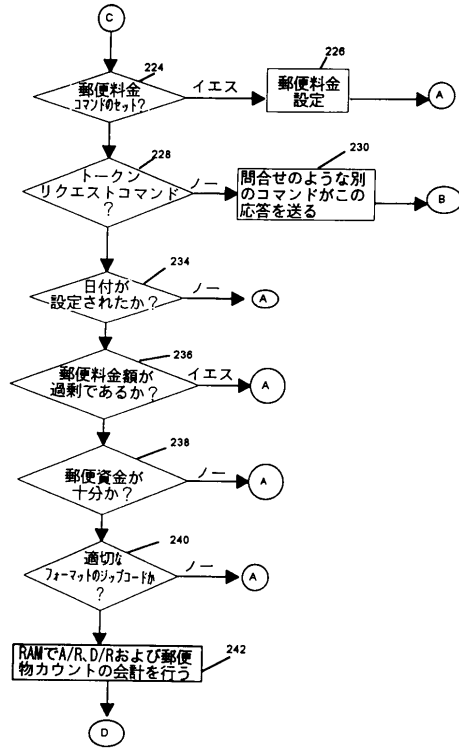 C
224
郵便料金
コマンドのセット?
イエス
226
郵便料金
設定
A
228
トークン
リクエストコマンド
?
ノー
230
問合せのような別
のコマンドがこの
応答を送る
B
234
日付が
設定されたか?
ノー
A
236
郵便料金額が
過剰であるか?
イエス
A
238
郵便資金が
十分か?
ノー
A
240
適切な
フォーマットのジップコードか
?
ノー
A
RAMでA/R、D/Rおよび郵便
物カウントの会計を行う
242
D